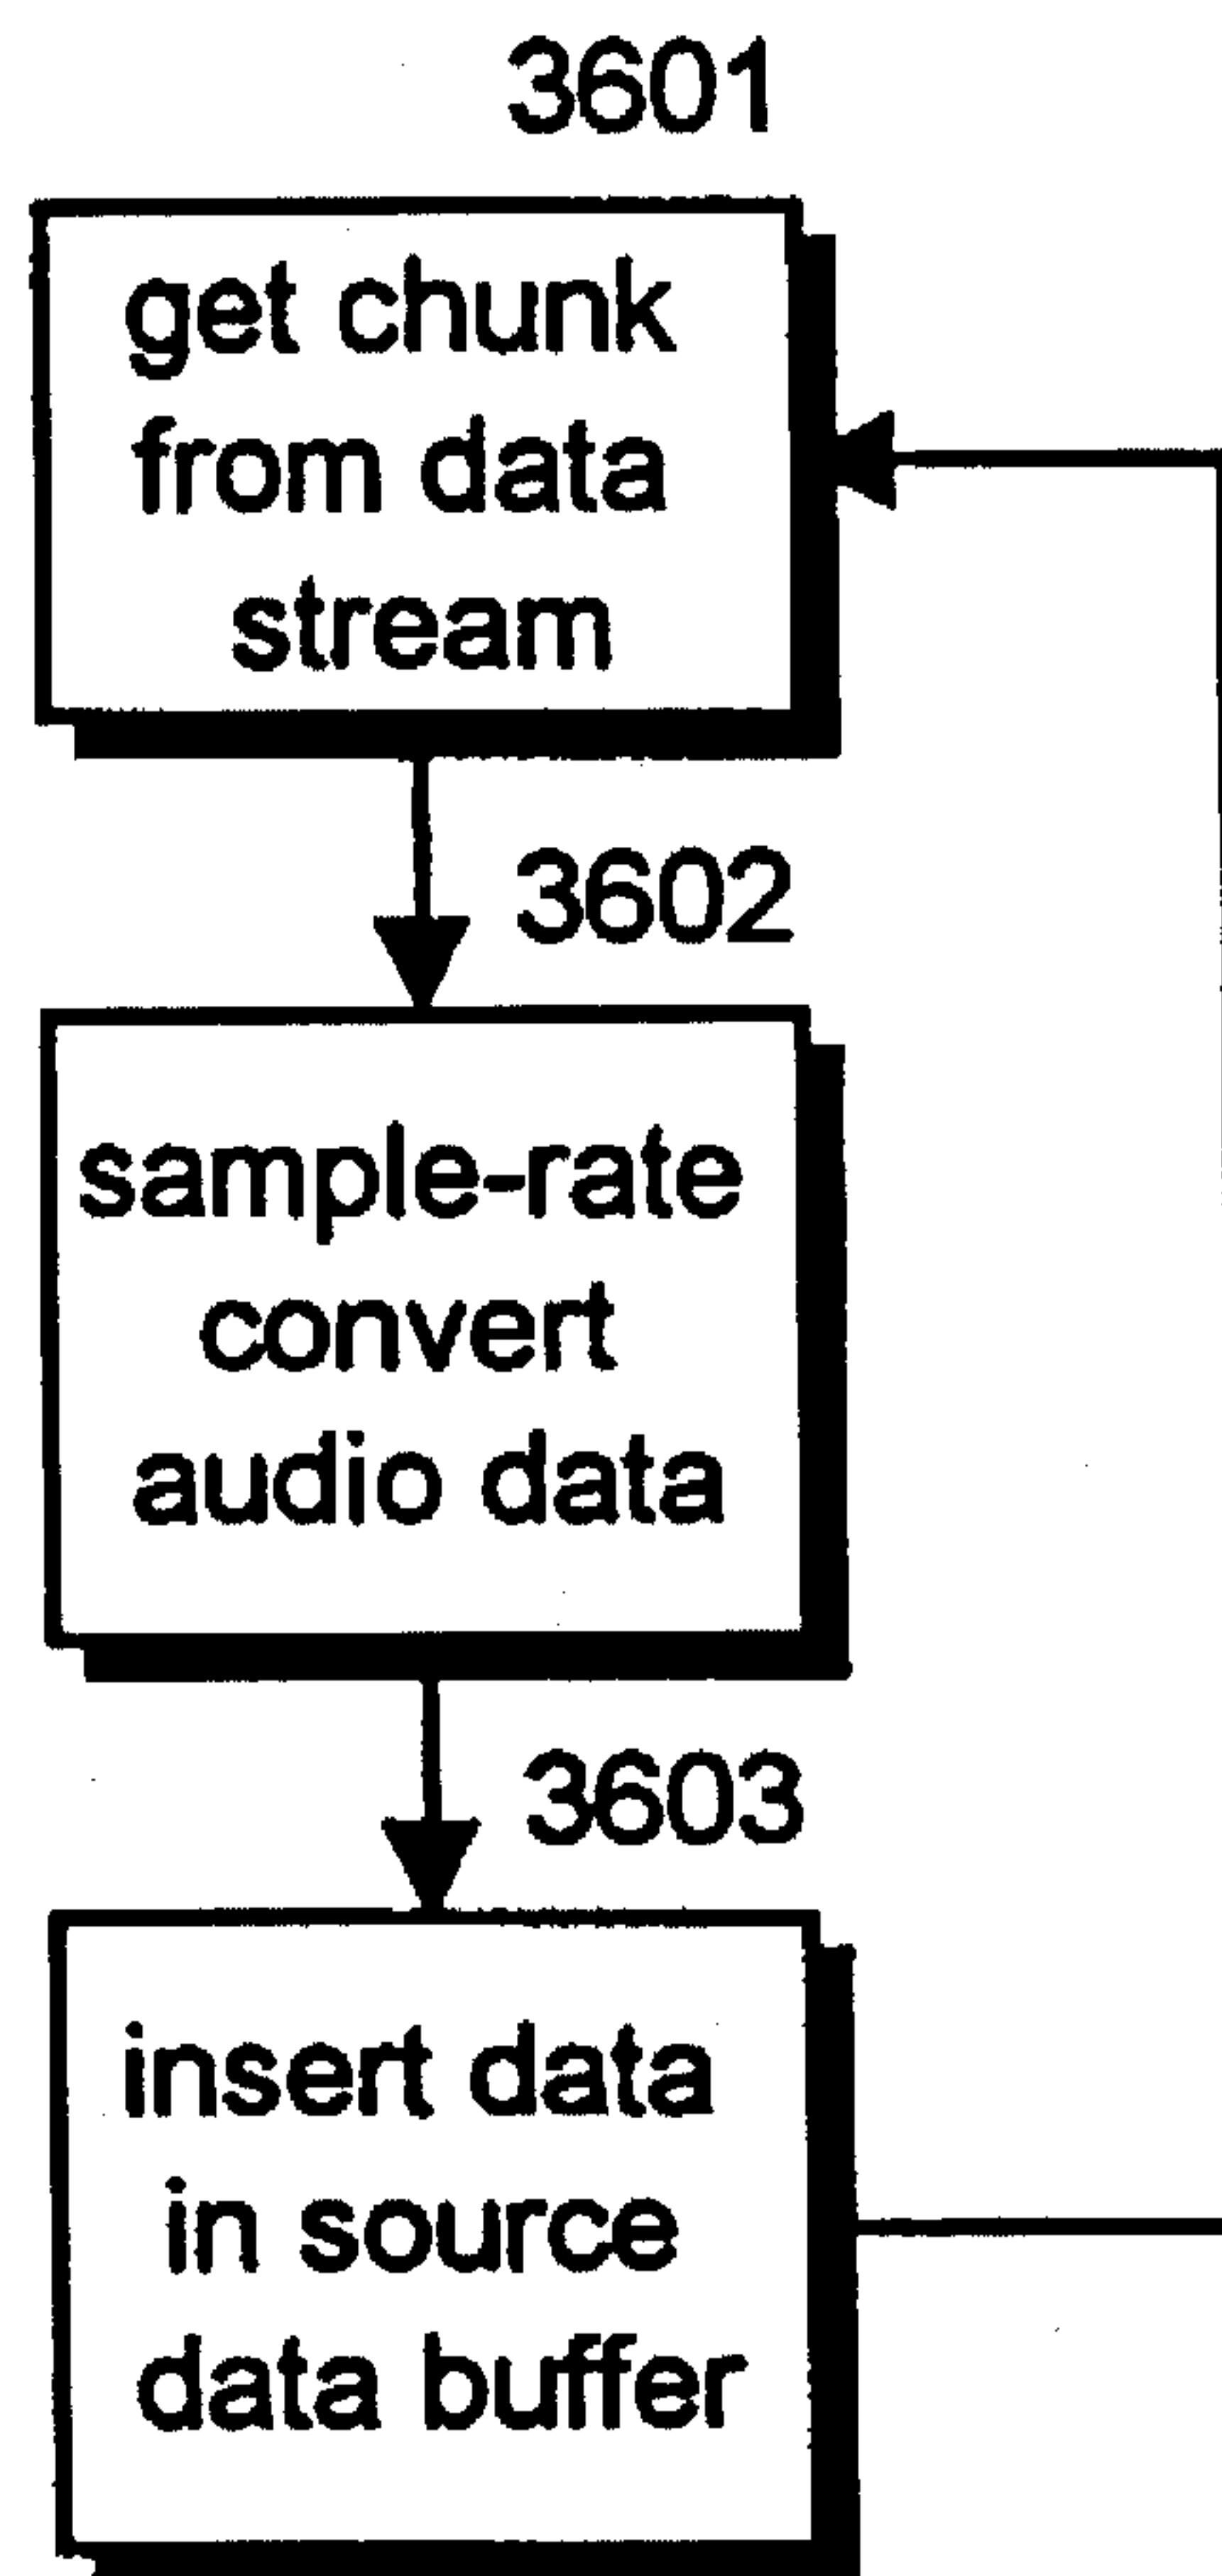 3601
get chunk
from data
stream
3602
sample-rate
convert
audio data
3603
insert data
in source
data buffer